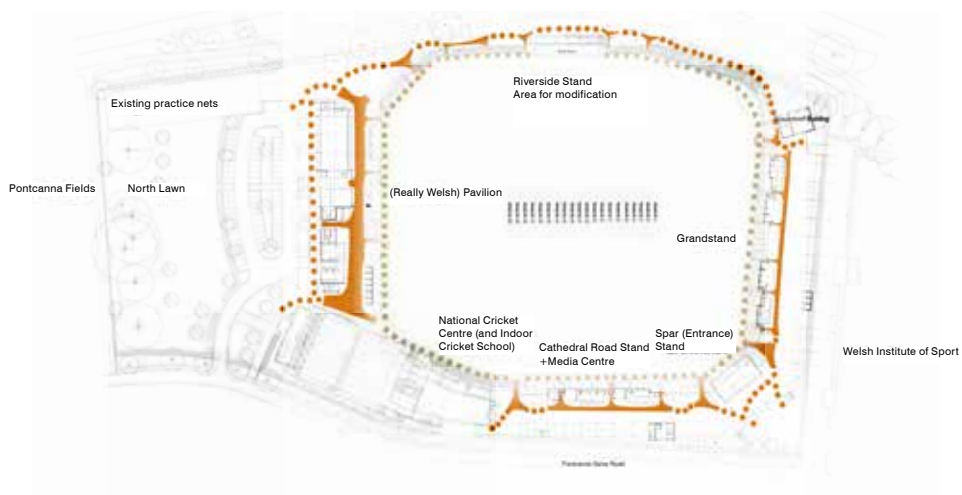 Riverside Stand
Area for modification
Existing practice nets
Pontcanna Fields
North Lawn
(Really Welsh) Pavilion
Grandstand
National Cricket
Centre (and Indoor
Cricket School)
Cathedral Road Stand
+Media Centre
Spar (Entrance)
Stand
Welsh Institute of Sport